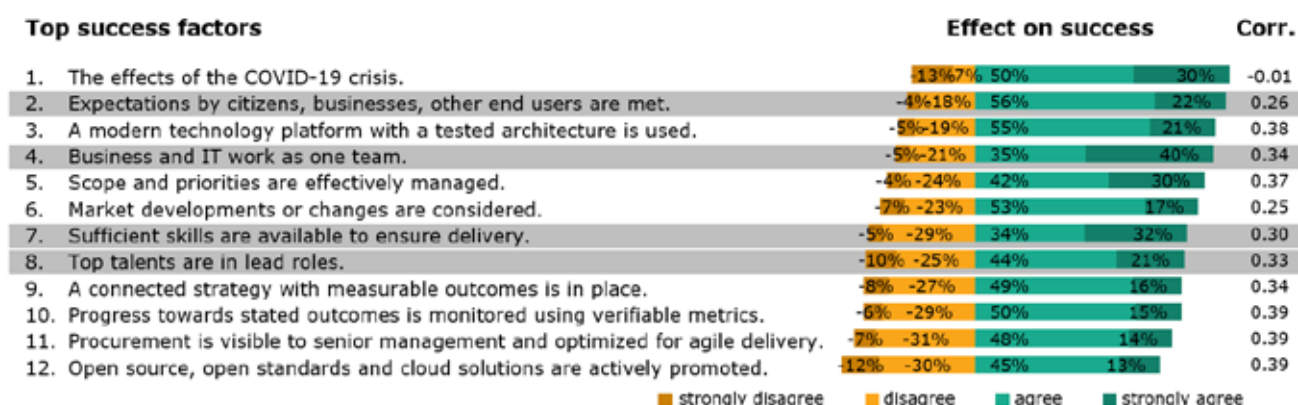 Top success factors Effect on success Corr.
1. The effects of the COVID-19 crisis. -13%7% 50% 30% -0.01
2. Expectations by citizens, businesses, other end users are met. -4%-18% 56% 22% 0.26
3. A modern technology platform with a tested architecture is used. -5%-19% 55% 21% 0.38
4. Business and IT work as one team. -5%-21% 35% 40% 0.34
5. Scope and priorities are effectively managed. -4% -24% 42% 30% 0.37
6. Market developments or changes are considered. -7% -23% 53% 17% 0.25
7. Sufficient skills are available to ensure delivery. -5% -29% 34% 32% 0.30
8. Top talents are in lead roles. -10% -25% 44% 21% 0.33
9. A connected strategy with measurable outcomes is in place. -8% -27% 49% 16% 0.34
10. Progress towards stated outcomes is monitored using verifiable metrics. -6% -29% 50% 15% 0.39
11. Procurement is visible to senior management and optimized for agile delivery. -7% -31% 48% 14% 0.39
12. Open source, open standards and cloud solutions are actively promoted. -12% -30% 45% 13% 0.39
strongly disagree disagree agree strongly agree